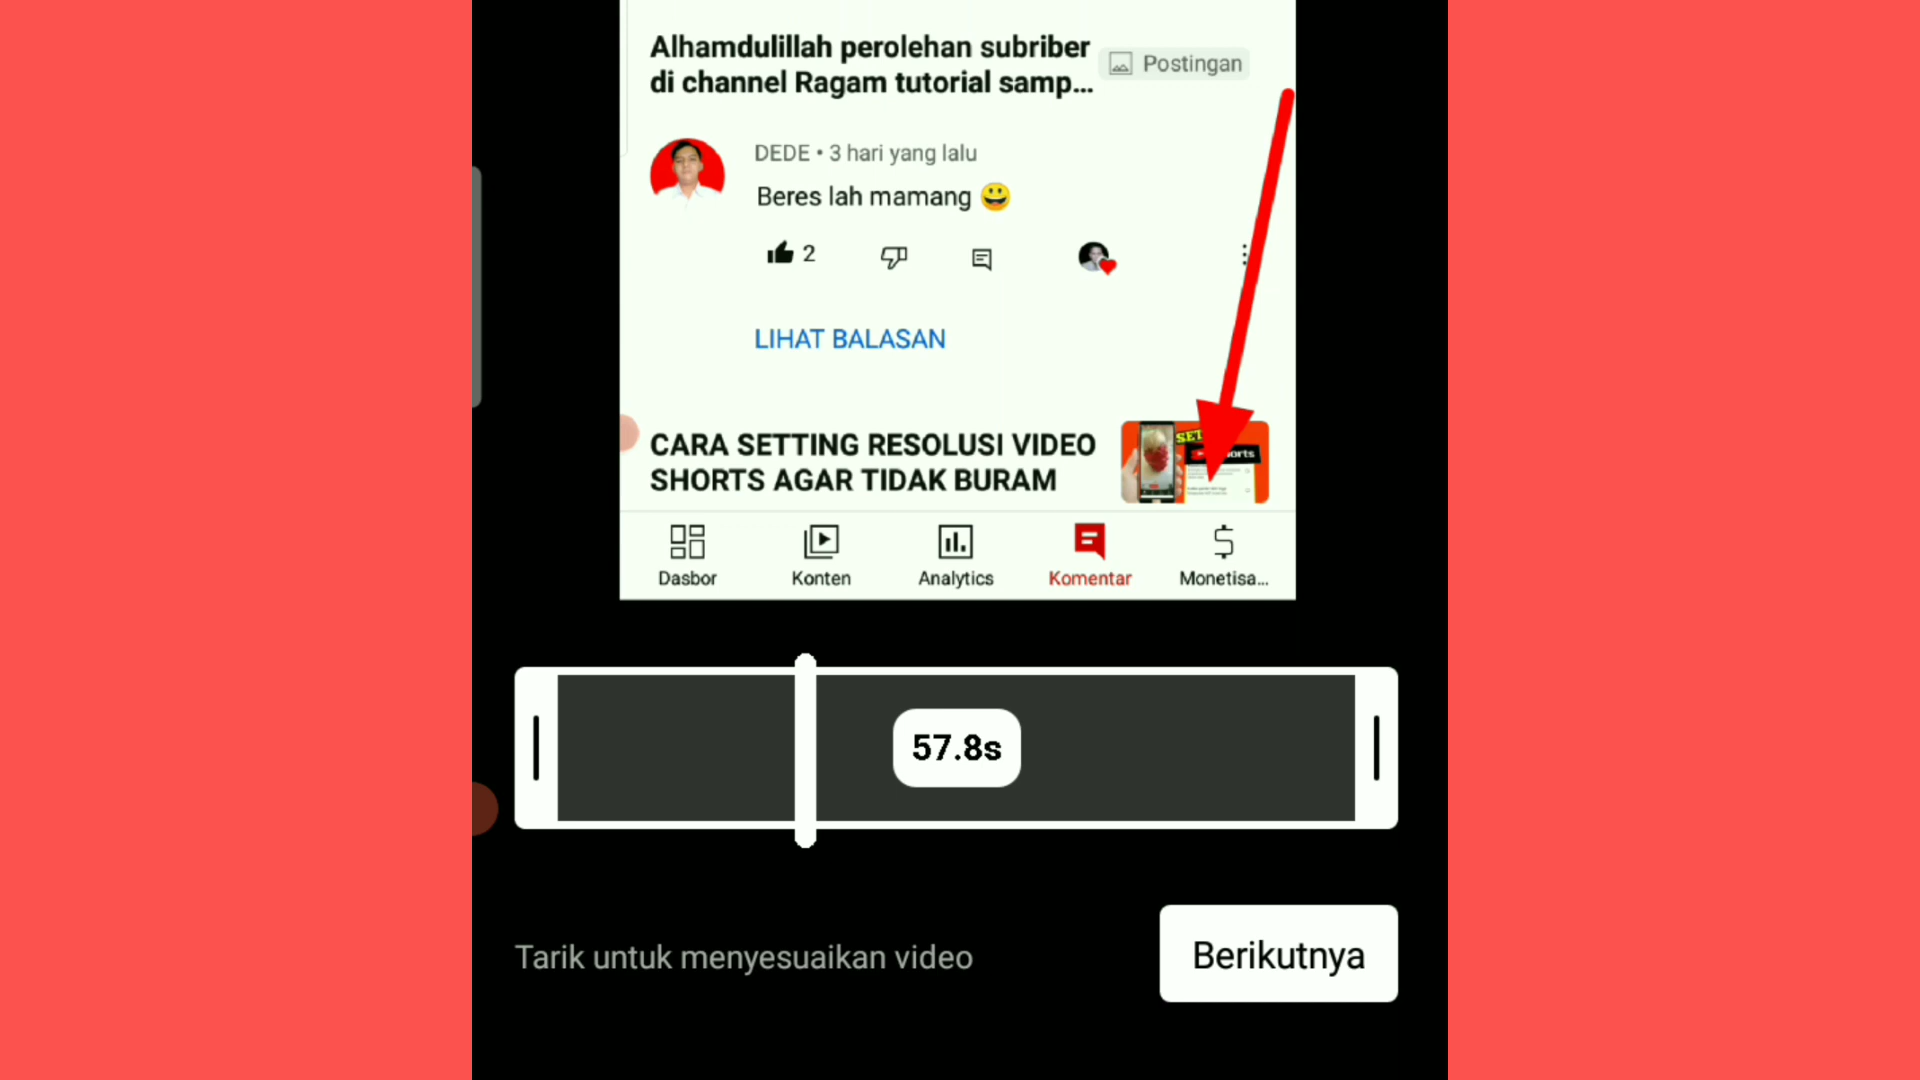 Alhamdulillah perolehan subriber
di channel Ragam tutorial samp...
Postingan
DEDE • 3 hari yang lalu
Beres lah mamang 😀
2
LIHAT BALASAN
CARA SETTING RESOLUSI VIDEO
SHORTS AGAR TIDAK BURAM
Dasbor
Konten
Analytics
Komentar
Monetisa...
57.8s
Tarik untuk menyesuaikan video
Berikutnya